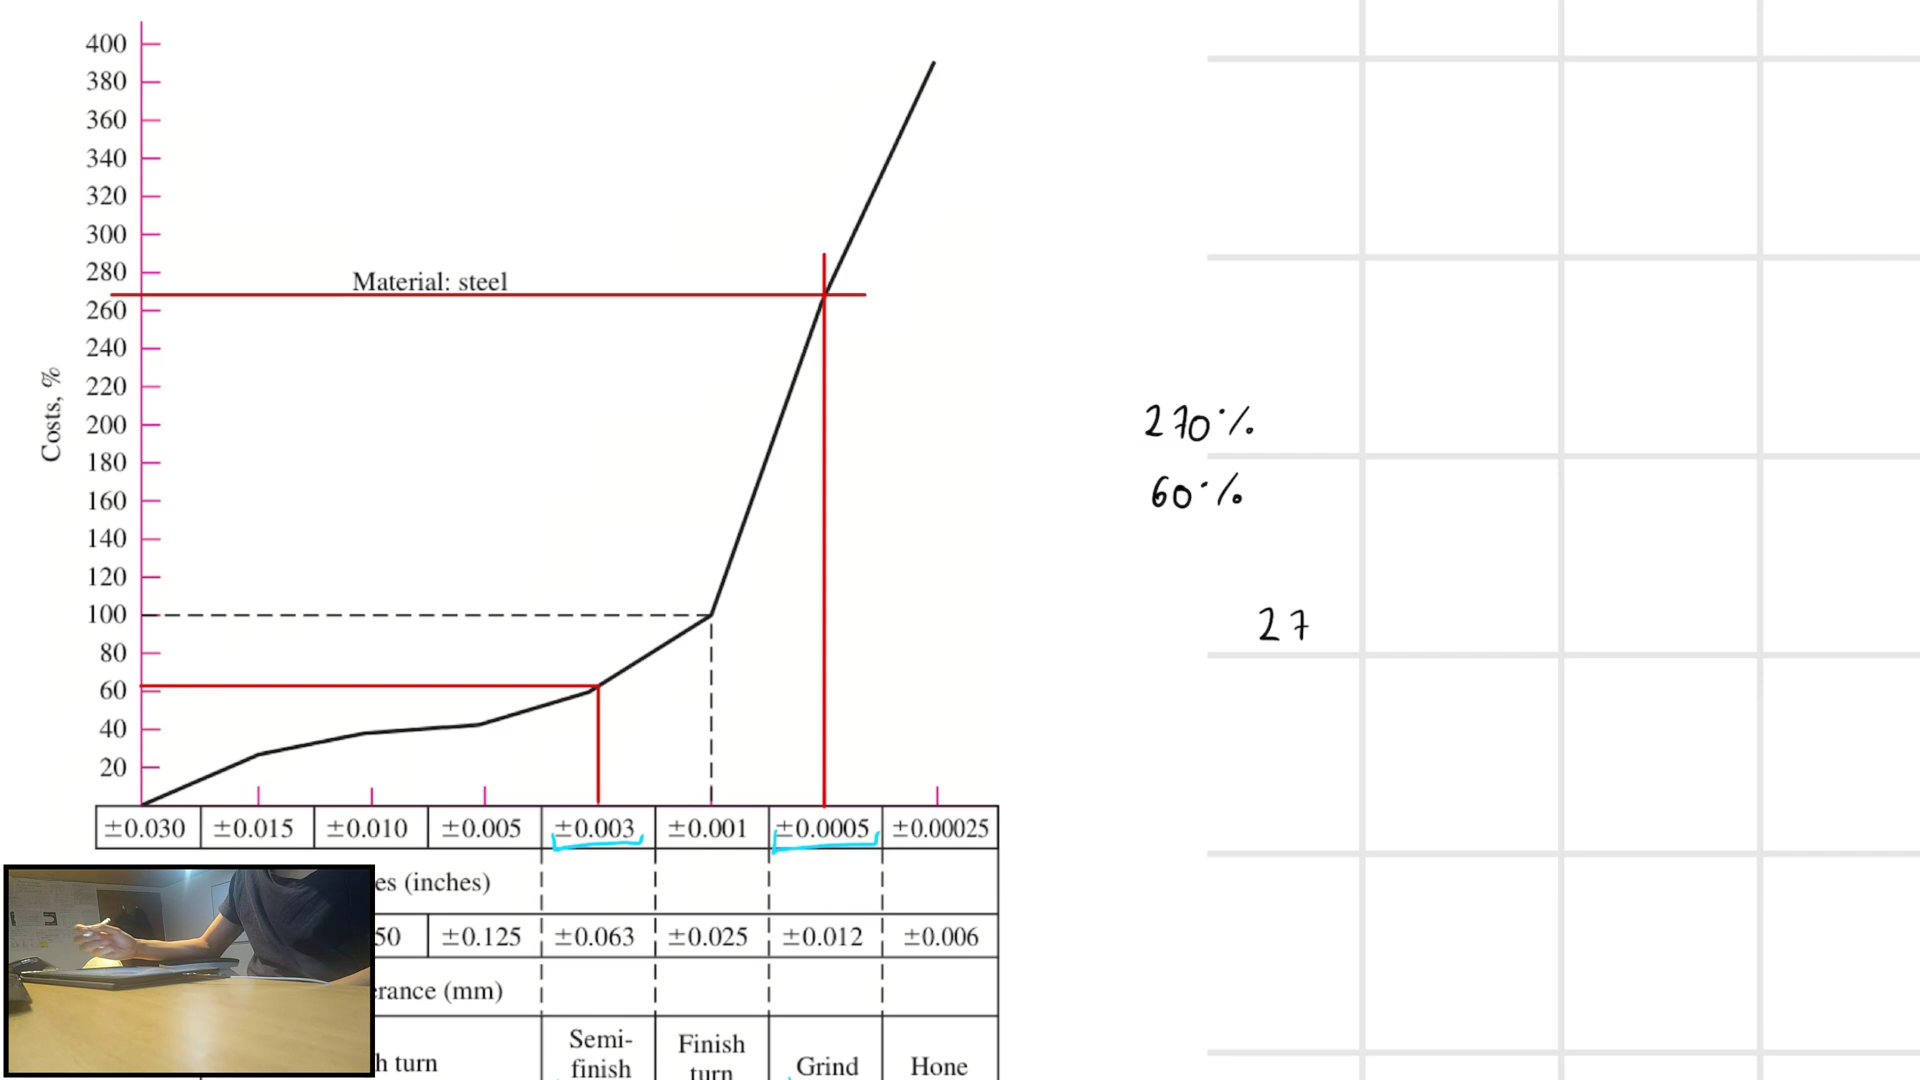 400
380
360
340
320
300
280
260
240
220
200
180
160
140
120
100
80
60
40
20
Costs, %
Material: steel
±0.030 ±0.015 ±0.010 ±0.005 ±0.003 ±0.001 ±0.0005 ±0.00025
es (inches)
50 ±0.125 ±0.063 ±0.025 ±0.012 ±0.006
erance (mm)
h turn
Semi-
finish
Finish
turn
Grind
Hone
270%
60%
27